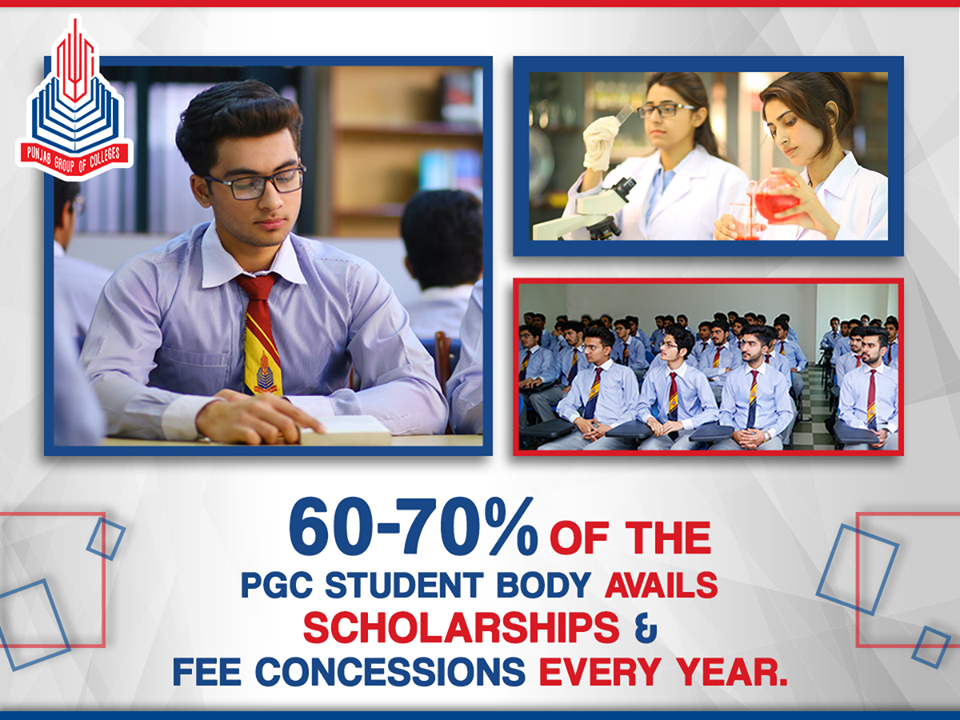 PUNJAB GROUP OF COLLEGES
60-70% OF THE
PGC STUDENT BODY AVAILS
SCHOLARSHIPS &
FEE CONCESSIONS EVERY YEAR.